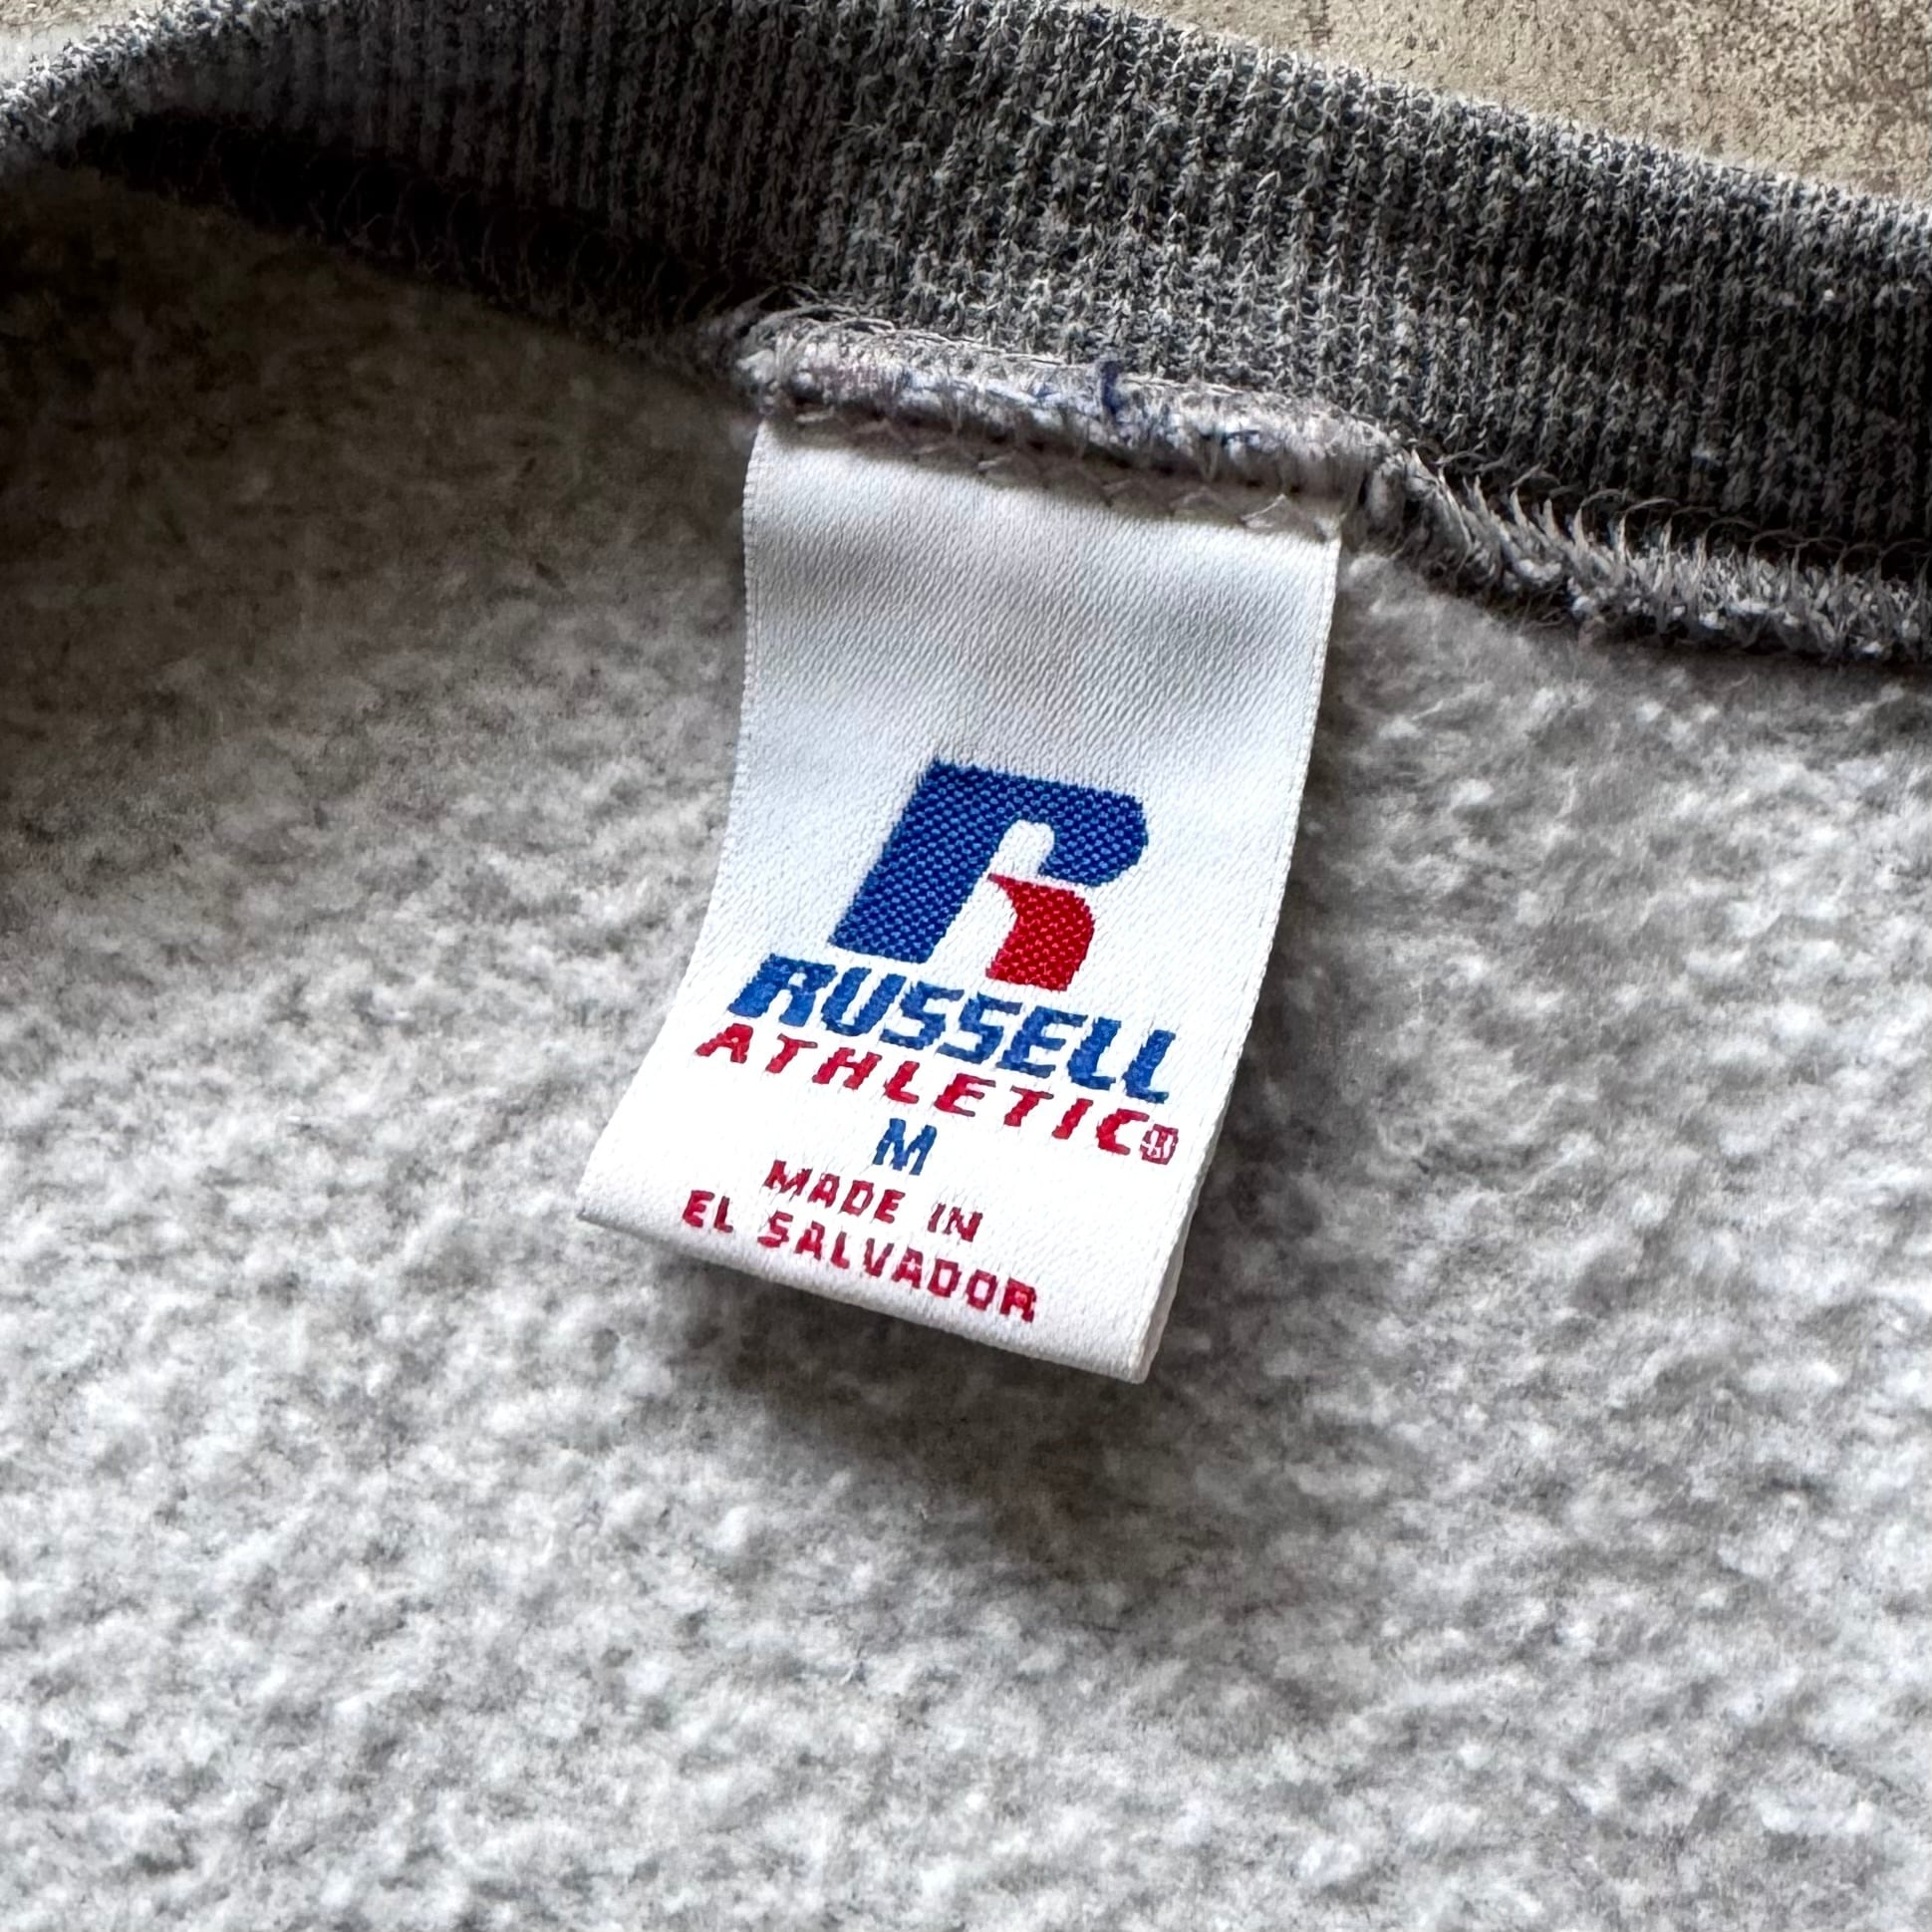 R
RUSSELL
ATHLETIC®
M
MADE IN
EL SALVADOR